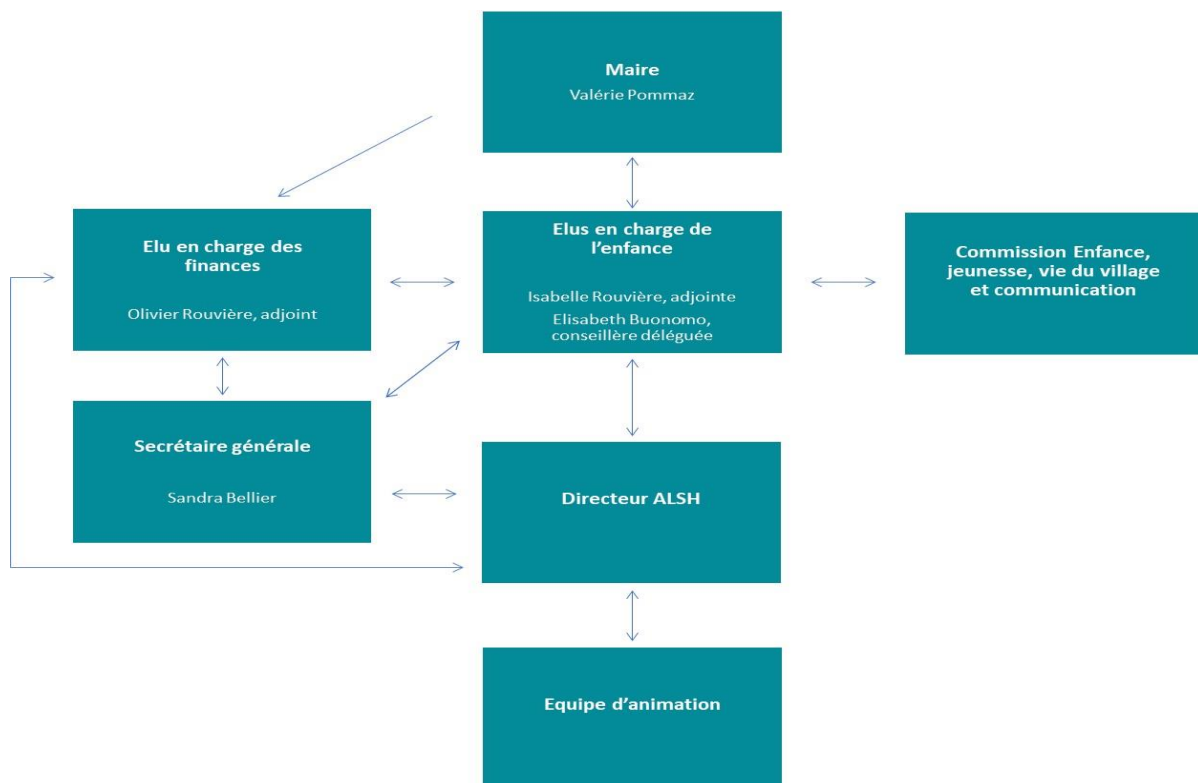 Maire
Valérie Pommaz
Elu en charge des
finances
Olivier Rouvière, adjoint
Elus en charge de
l’enfance
Isabelle Rouvière, adjointe
Elisabeth Buonomo,
conseillère déléguée
Commission Enfance,
jeunesse, vie du village
et communication
Secrétaire générale
Sandra Bellier
Directeur ALSH
Equipe d’animation